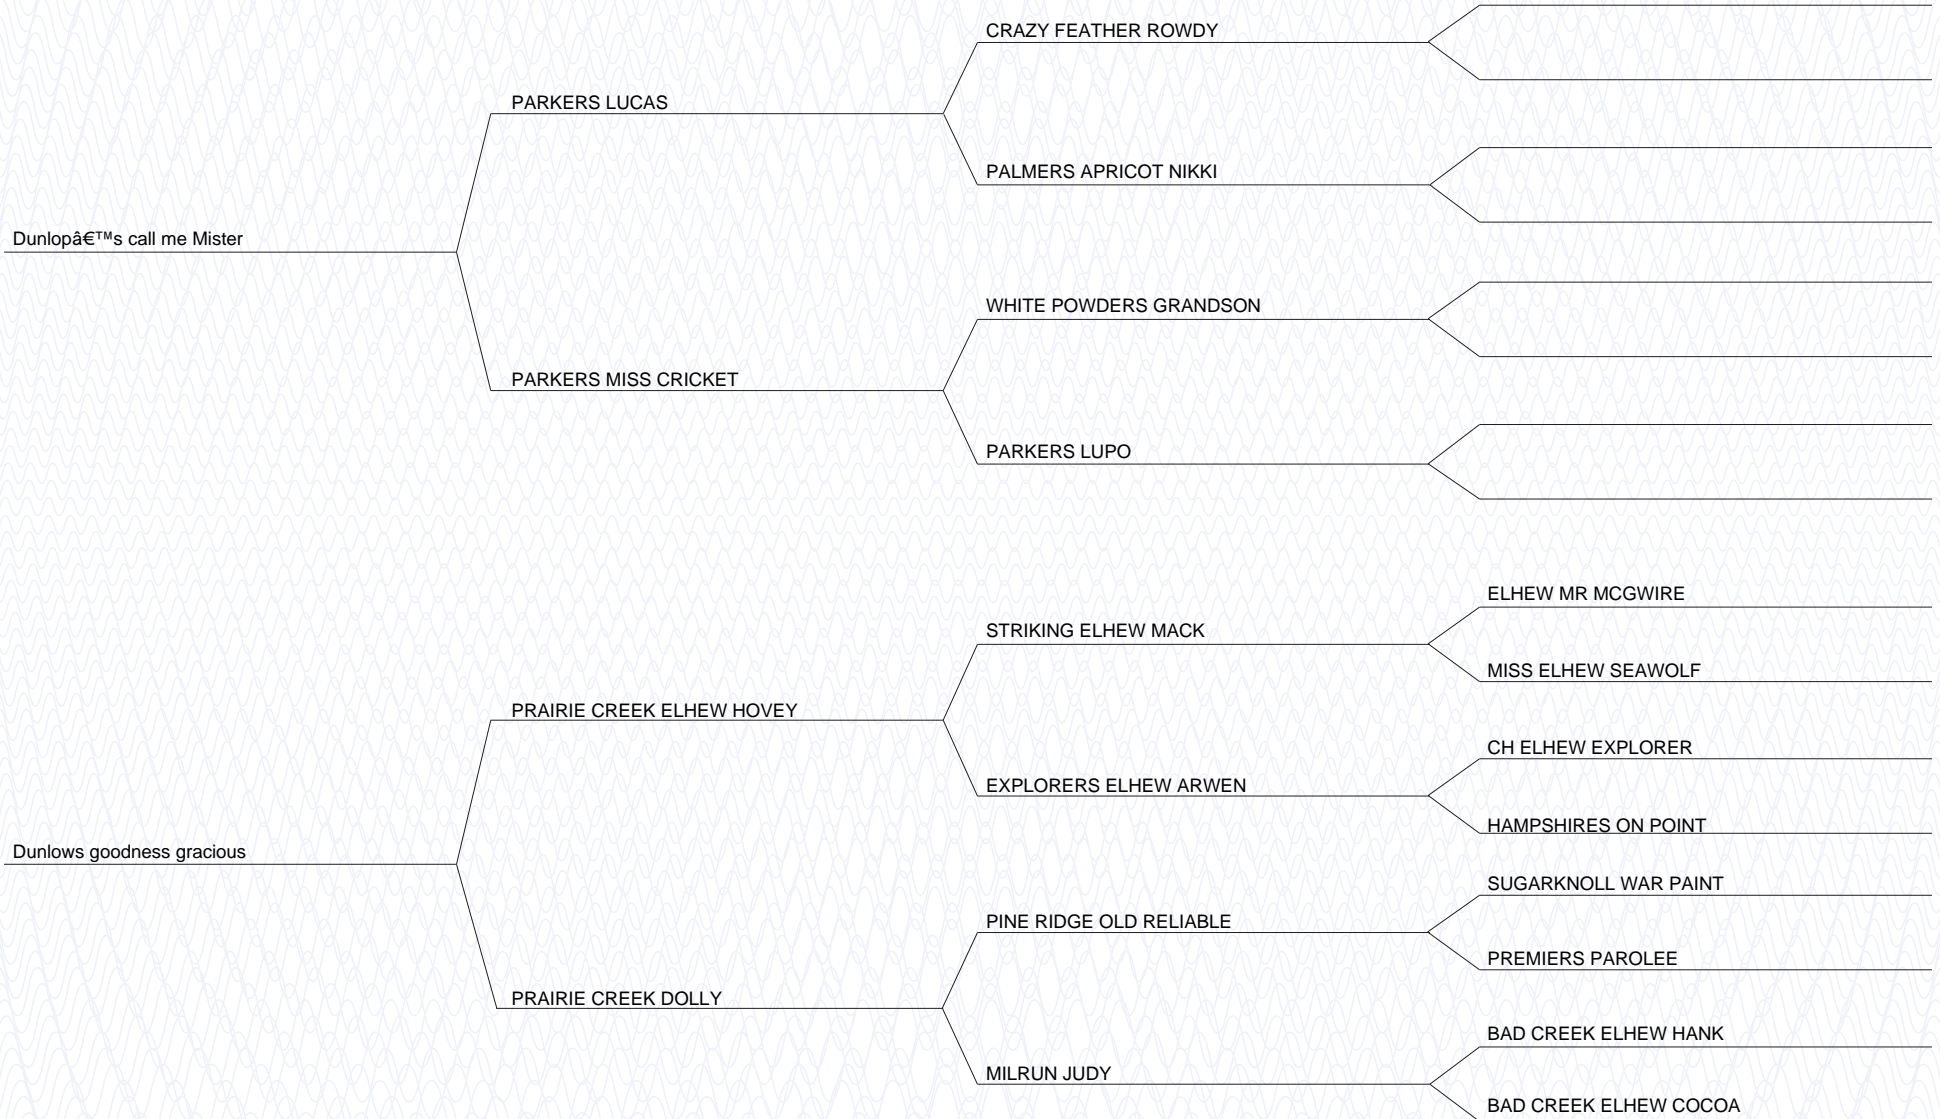 CRAZY FEATHER ROWDY
PARKERS LUCAS
PALMERS APRICOT NIKKI
Dunlopâ€™s call me Mister
WHITE POWDERS GRANDSON
PARKERS MISS CRICKET
PARKERS LUPO
ELHEW MR MCGWIRE
STRIKING ELHEW MACK
MISS ELHEW SEAWOLF
PRAIRIE CREEK ELHEW HOVEY
CH ELHEW EXPLORER
EXPLORERS ELHEW ARWEN
HAMPSHIRES ON POINT
Dunlows goodness gracious
SUGARKNOLL WAR PAINT
PINE RIDGE OLD RELIABLE
PREMIERS PAROLEE
PRAIRIE CREEK DOLLY
BAD CREEK ELHEW HANK
MILRUN JUDY
BAD CREEK ELHEW COCOA